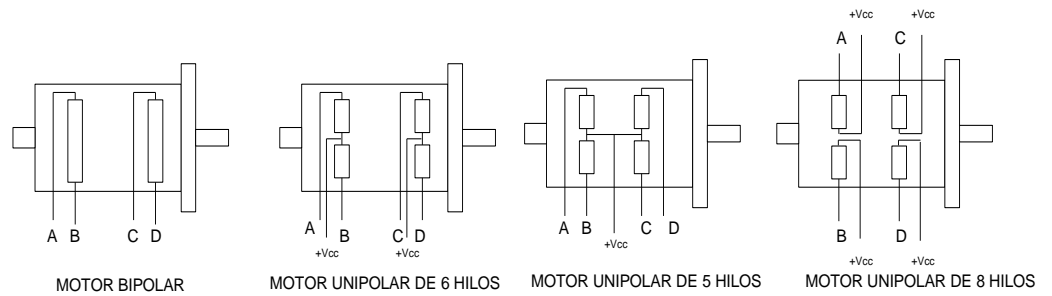 A B C D
MOTOR BIPOLAR
A B C D
+Vcc +Vcc
MOTOR UNIPOLAR DE 6 HILOS
A B C D
+Vcc
MOTOR UNIPOLAR DE 5 HILOS
+Vcc +Vcc
A C
B D
+Vcc +Vcc
MOTOR UNIPOLAR DE 8 HILOS